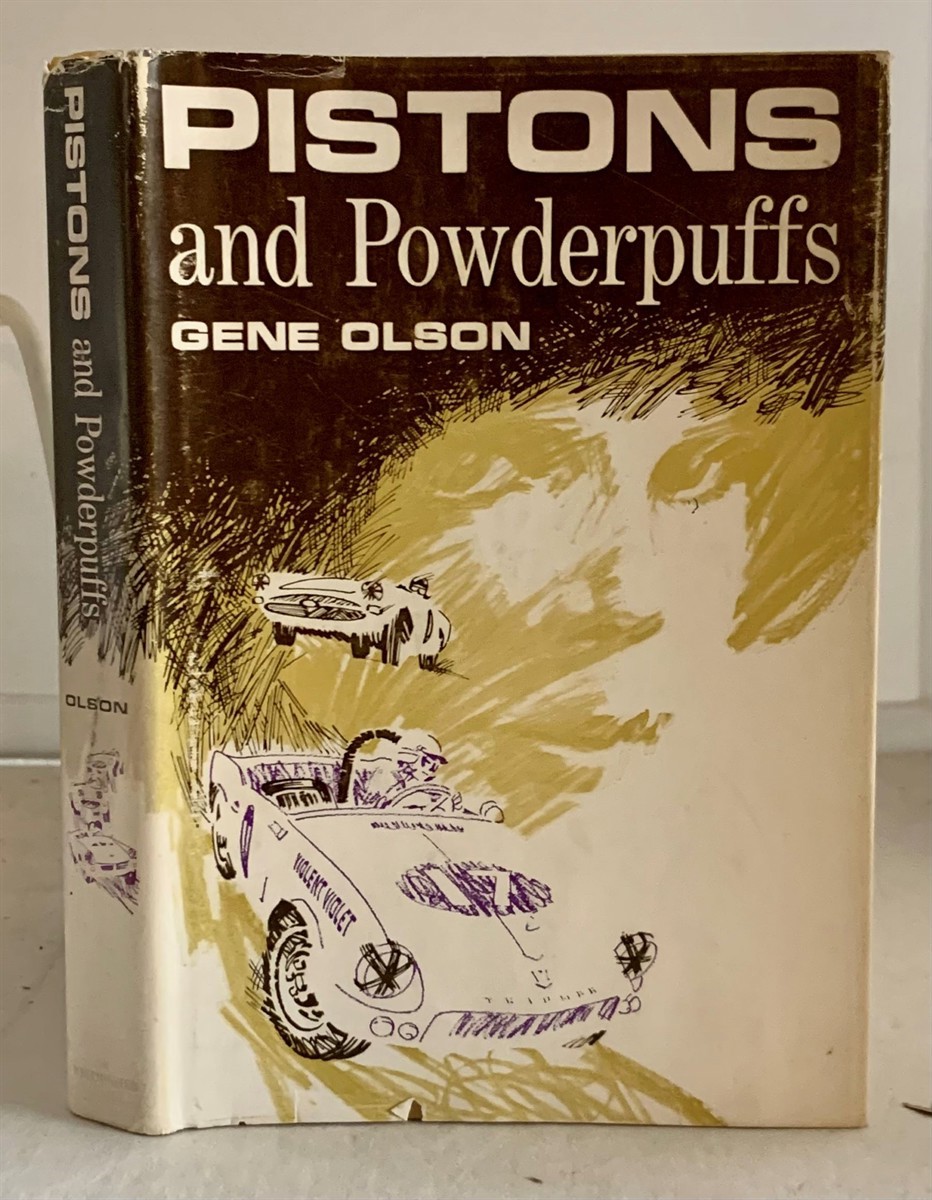 PISTONS
and Powderpuffs
GENE OLSON
VIOLENT VIOLET
TRIUMPH
PISTONS and Powderpuffs
OLSON